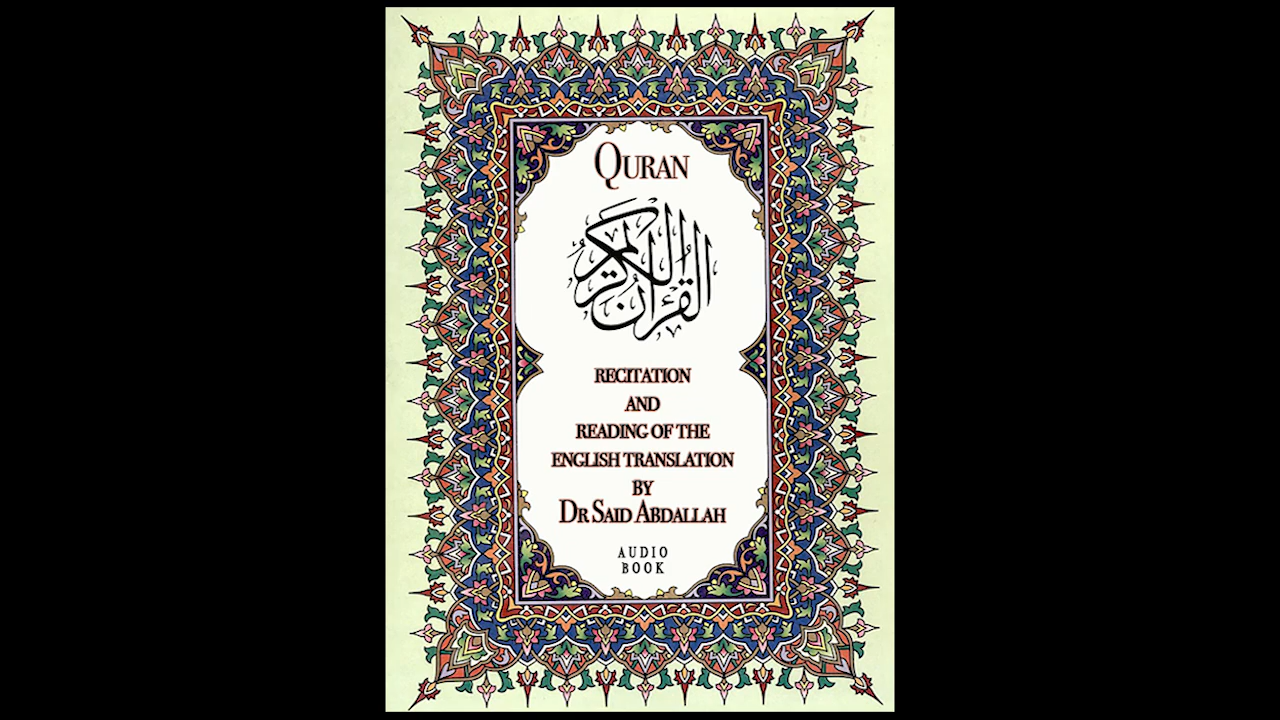 QURAN
القرآن الكريم
RECITATION
AND
READING OF THE
ENGLISH TRANSLATION
BY
DR SAID ABDALLAH
AUDIO
BOOK